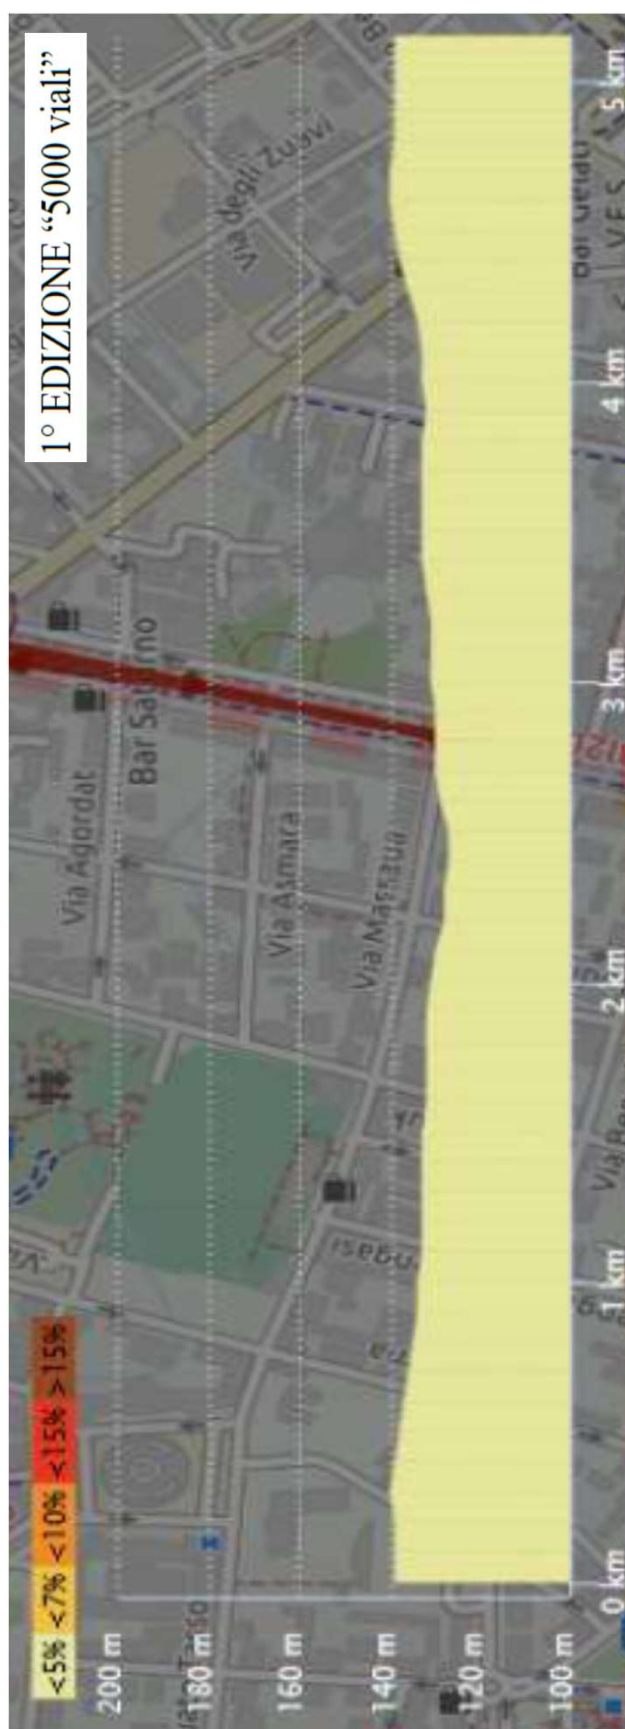 1° EDIZIONE “5000 viali”
<5% <7% <10% <15% >15%
200 m
180 m
160 m
140 m
120 m
100 m
0 km
1 km
2 km
3 km
4 km
5 km
Via degli Zuavi
Bar Saturno
Via Agordat
Via Asmara
Via Massaua
Bar Gelati